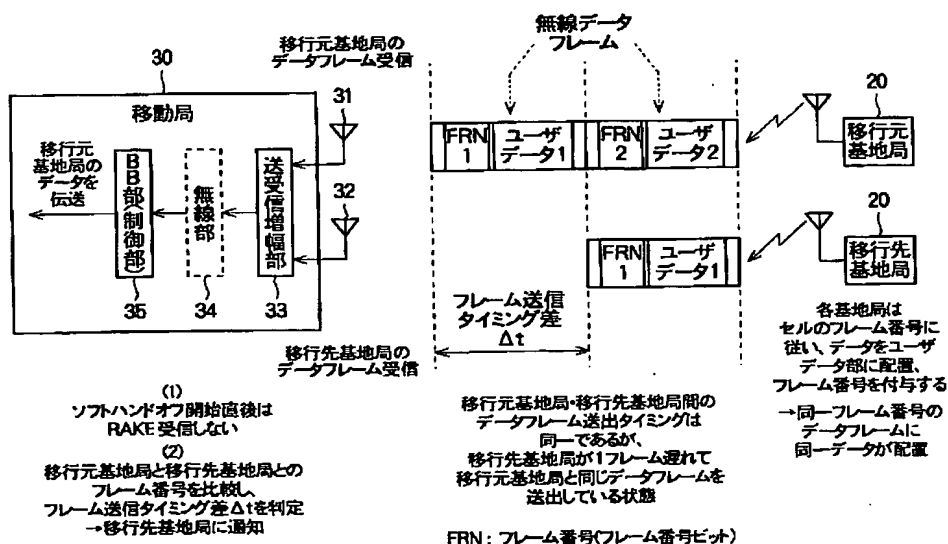 30
移動局
移行元
基地局の
データを
伝送
BB部(制御部)
35
無線部
34
送受信増幅部
33
移行元基地局の
データフレーム受信
31
32
移行先基地局の
データフレーム受信
(1)
ソフトハンドオフ開始直後は
RAKE受信しない
(2)
移行元基地局と移行先基地局との
フレーム番号を比較し、
フレーム送信タイミング差Δtを判定
→移行先基地局に通知
無線データ
フレーム
FRN
1
ユーザ
データ1
FRN
2
ユーザ
データ2
FRN
1
ユーザ
データ1
フレーム送信
タイミング差
Δt
移行元基地局・移行先基地局間の
データフレーム送出タイミングは
同一であるが、
移行先基地局が1フレーム遅れて
移行元基地局と同じデータフレームを
送出している状態
FRN : フレーム番号(フレーム番号ビット)
20
移行元
基地局
20
移行先
基地局
各基地局は
セルのフレーム番号に
従い、データをユーザ
データ部に配置、
フレーム番号を付与する
→同一フレーム番号の
データフレームに
同一データが配置